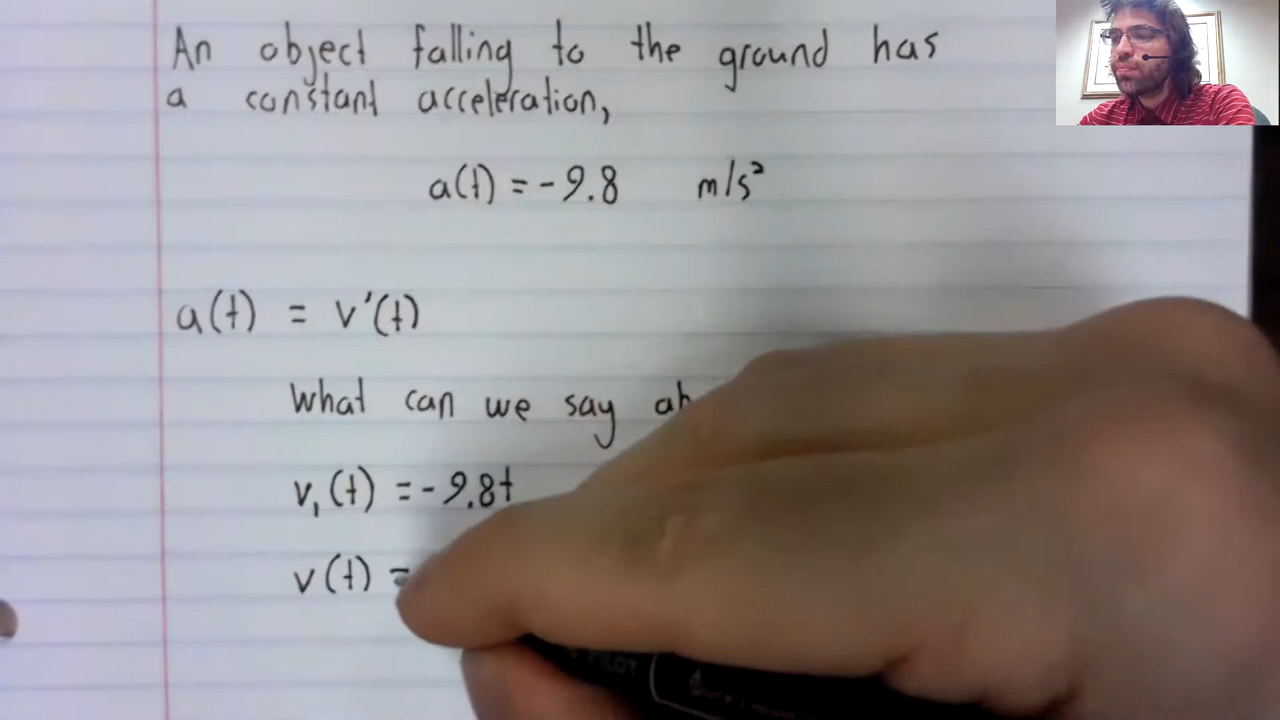 An object falling to the ground has
a constant acceleration,
a(t) = -9.8 m/s²
a(t) = v'(t)
What can we say
v₁(t) = -9.8t
v(t) =
PILOT